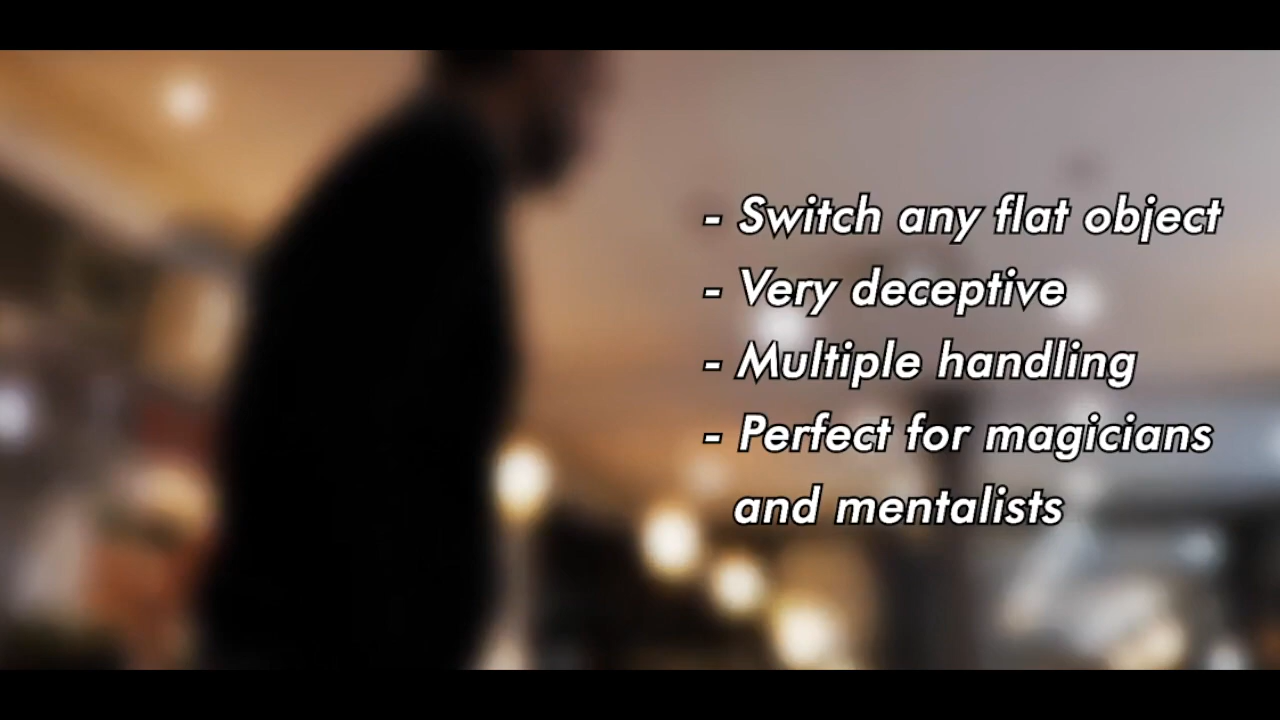 - Switch any flat object
- Very deceptive
- Multiple handling
- Perfect for magicians
and mentalists